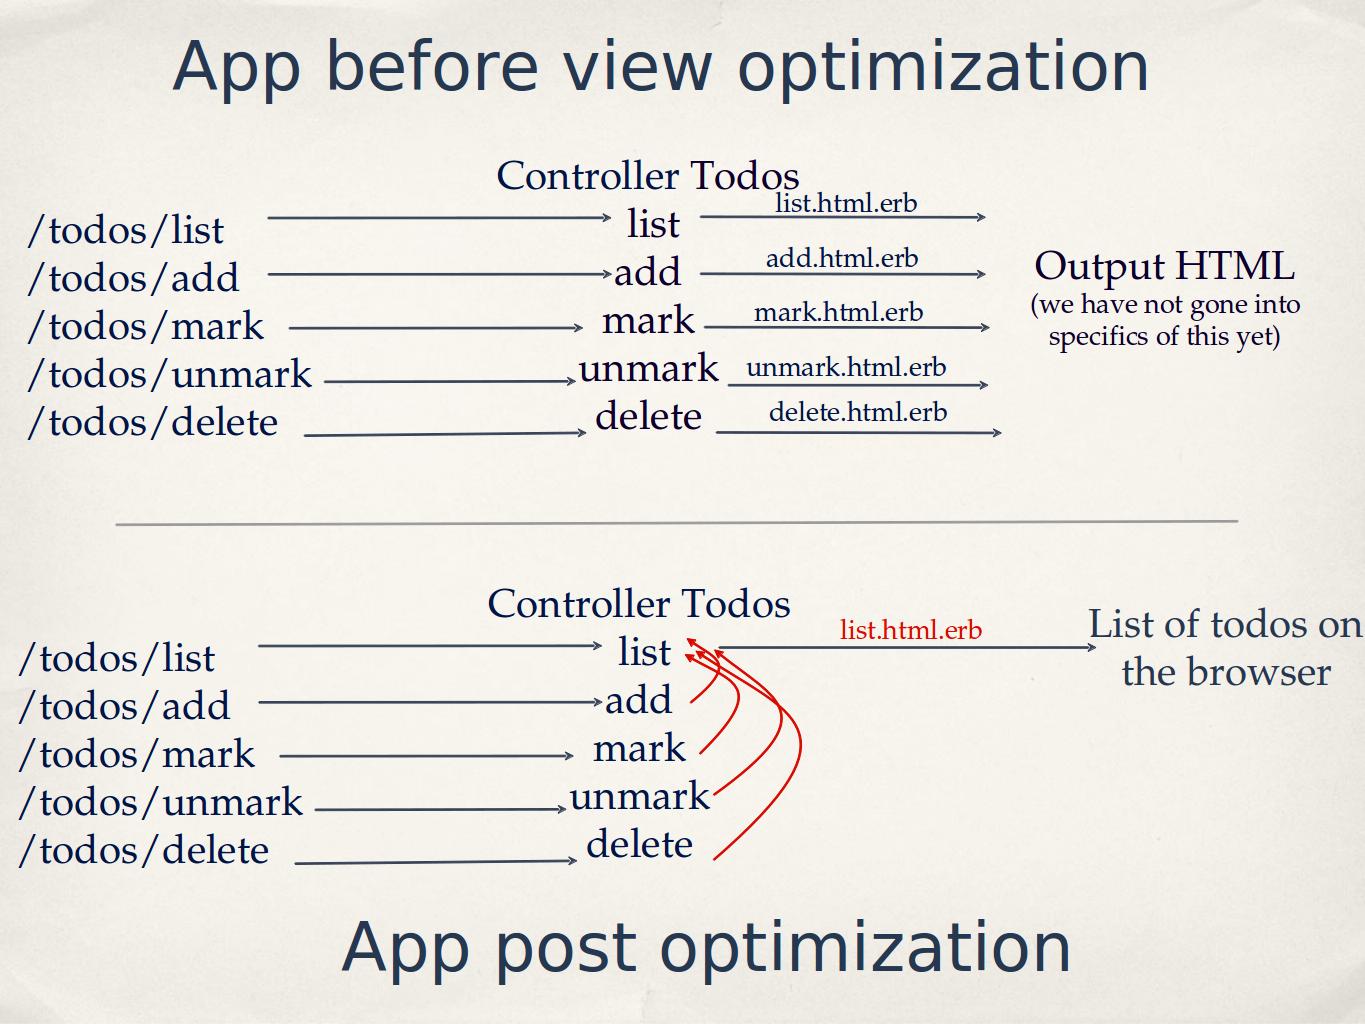 App before view optimization
Controller Todos
/todos/list
list
list.html.erb
/todos/add
add
add.html.erb
/todos/mark
mark
mark.html.erb
/todos/unmark
unmark
unmark.html.erb
/todos/delete
delete
delete.html.erb
Output HTML
(we have not gone into
specifics of this yet)
Controller Todos
/todos/list
list
list.html.erb
List of todos on
the browser
/todos/add
add
/todos/mark
mark
/todos/unmark
unmark
/todos/delete
delete
App post optimization